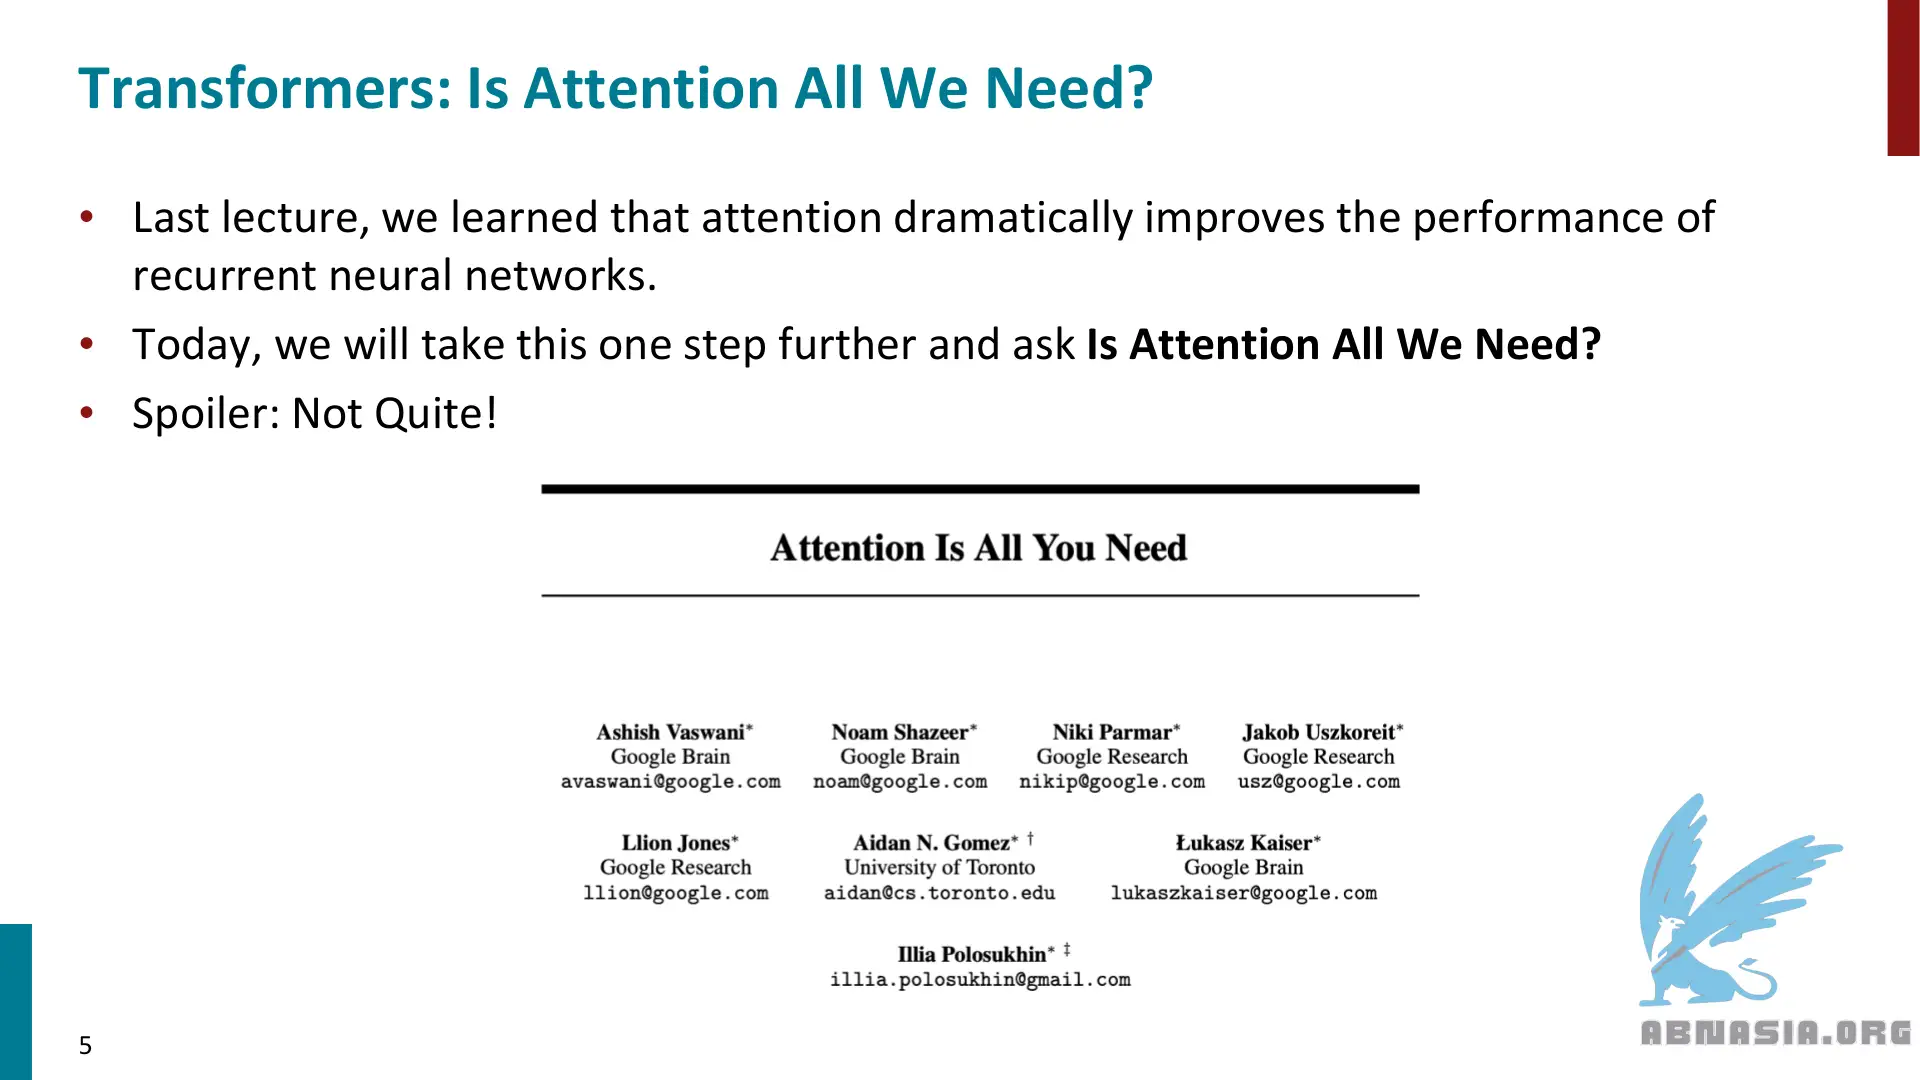 Transformers: Is Attention All We Need?
• Last lecture, we learned that attention dramatically improves the performance of
recurrent neural networks.
• Today, we will take this one step further and ask Is Attention All We Need?
• Spoiler: Not Quite!
Attention Is All You Need
Ashish Vaswani* Noam Shazeer* Niki Parmar* Jakob Uszkoreit*
Google Brain Google Brain Google Research Google Research
avaswani@google.com noam@google.com nikip@google.com usz@google.com
Llion Jones* Aidan N. Gomez* † Łukasz Kaiser*
Google Research University of Toronto Google Brain
llion@google.com aidan@cs.toronto.edu lukaszkaiser@google.com
Illia Polosukhin* ‡
illia.polosukhin@gmail.com
5
ABNASIA.ORG